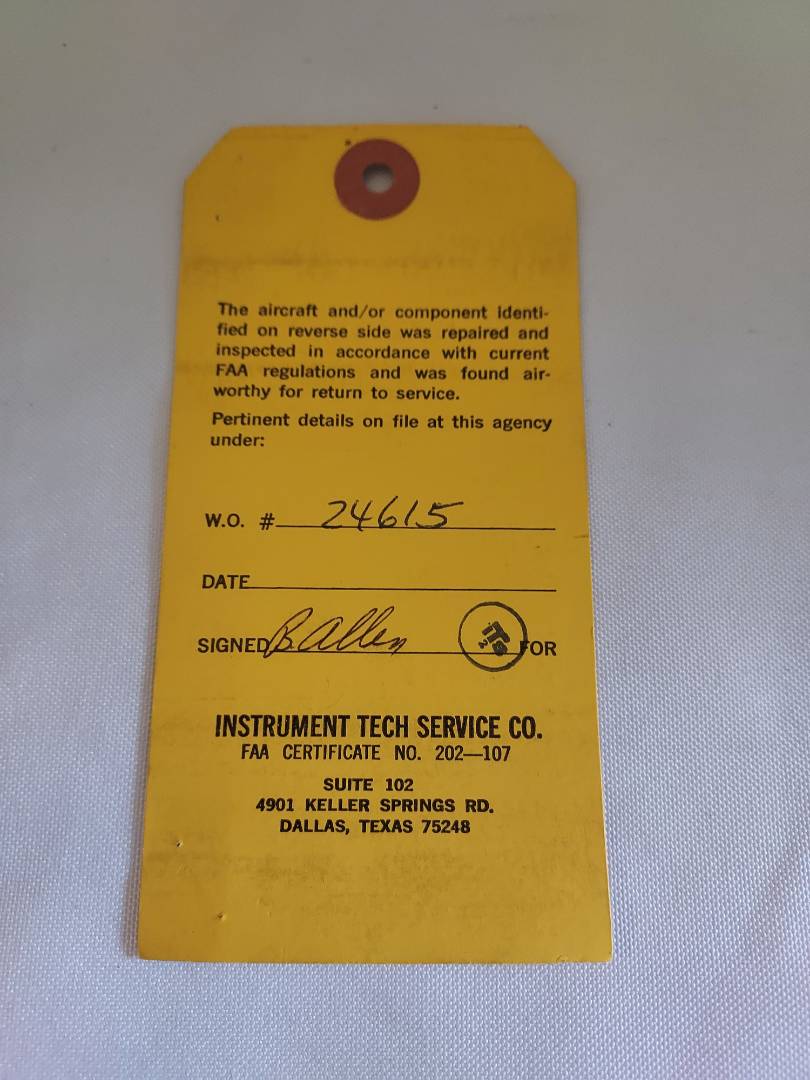 The aircraft and/or component identi-
fied on reverse side was repaired and
inspected in accordance with current
FAA regulations and was found air-
worthy for return to service.
Pertinent details on file at this agency
under:
W.O. # 24615
DATE
SIGNED B Allen ITS 2 FOR
INSTRUMENT TECH SERVICE CO.
FAA CERTIFICATE NO. 202—107
SUITE 102
4901 KELLER SPRINGS RD.
DALLAS, TEXAS 75248